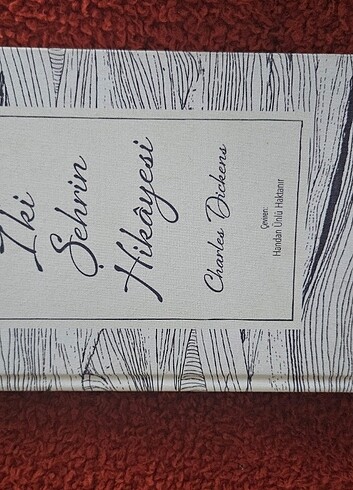 İki
Şehrin
Hikâyesi
Charles Dickens
Çeviren:
Handan Ünlü Haktanır